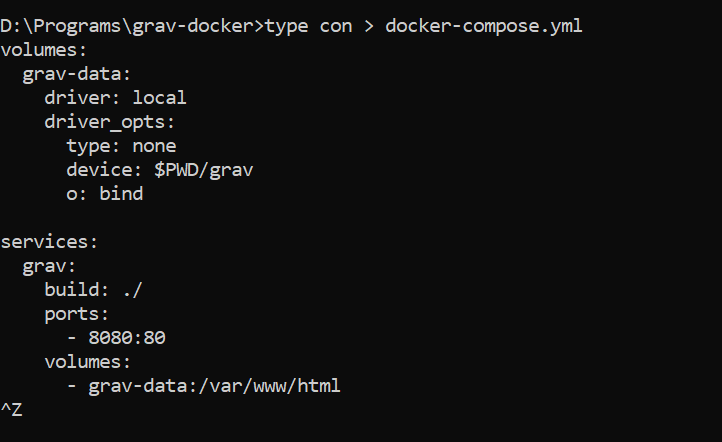 D:\Programs\grav-docker>type con > docker-compose.yml
volumes:
  grav-data:
    driver: local
    driver_opts:
      type: none
      device: $PWD/grav
      o: bind

services:
  grav:
    build: ./
    ports:
      - 8080:80
    volumes:
      - grav-data:/var/www/html
^Z